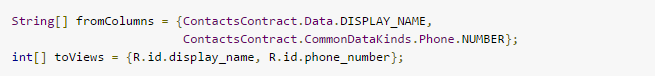 String[] fromColumns = {ContactsContract.Data.DISPLAY_NAME,
                        ContactsContract.CommonDataKinds.Phone.NUMBER};
int[] toViews = {R.id.display_name, R.id.phone_number};